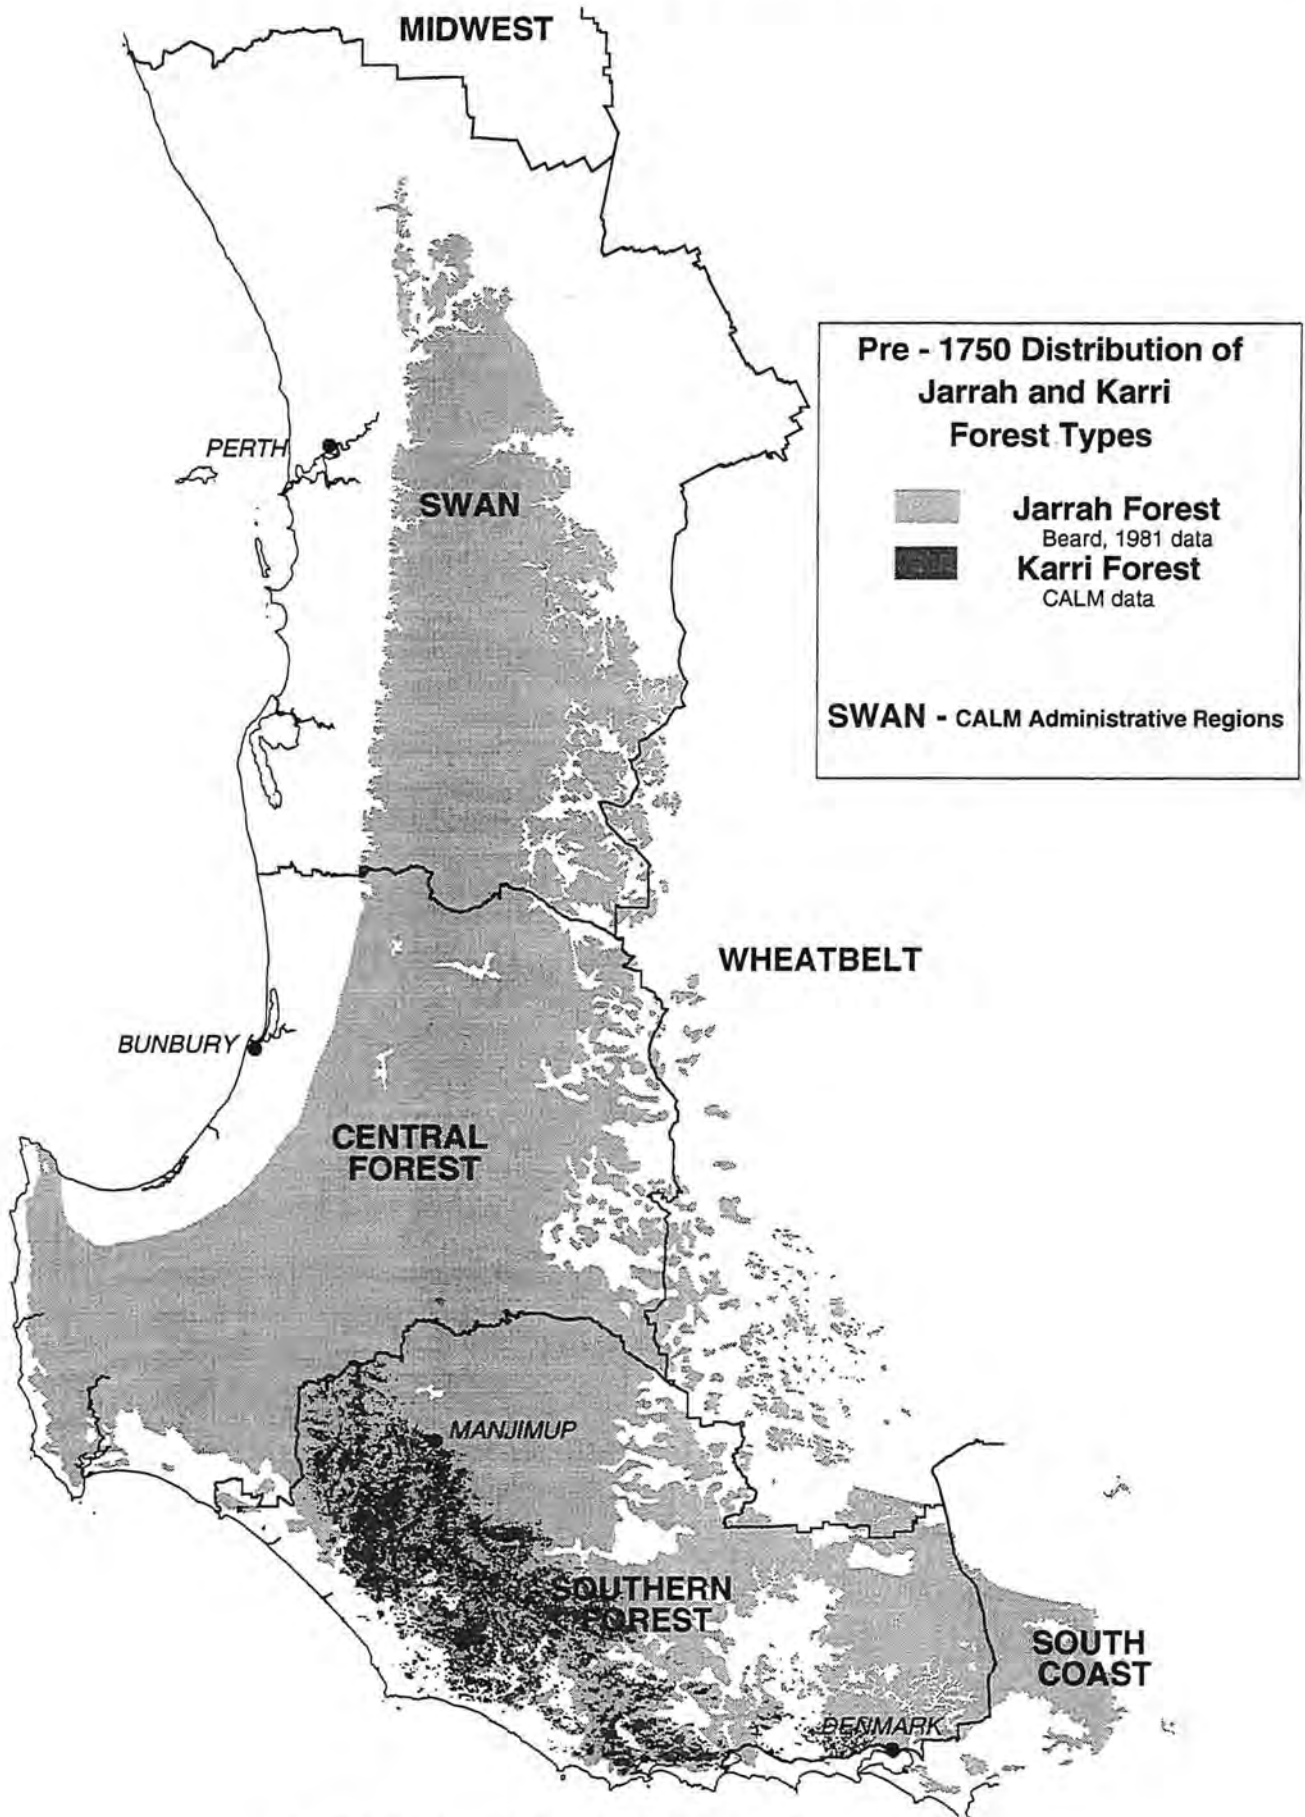 MIDWEST
Pre - 1750 Distribution of
Jarrah and Karri
Forest Types
PERTH
SWAN
Jarrah Forest
Beard, 1981 data
Karri Forest
CALM data
SWAN - CALM Administrative Regions
WHEATBELT
BUNBURY
CENTRAL
FOREST
MANJIMUP
SOUTHERN
FOREST
SOUTH
COAST
DENMARK